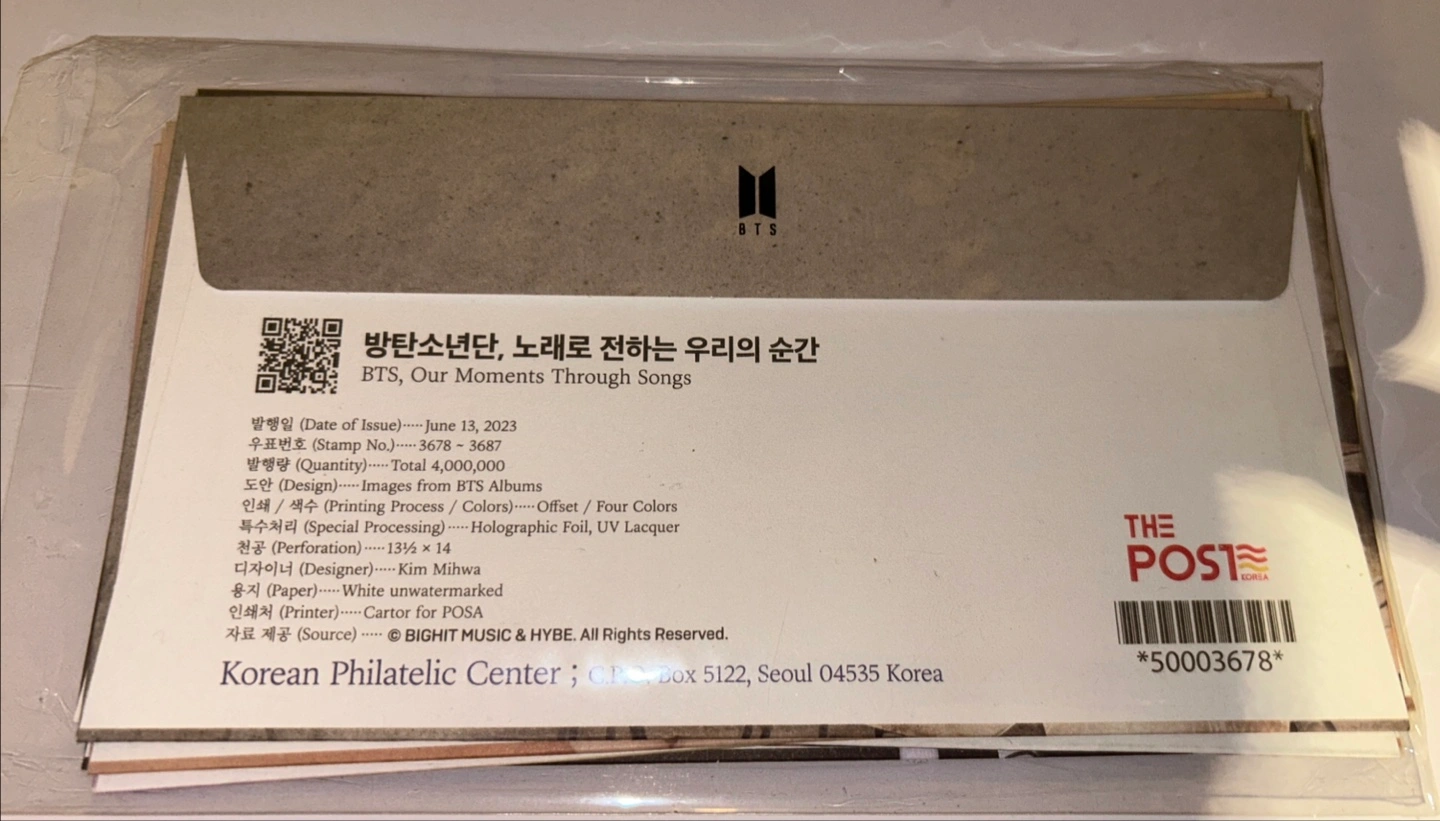 BTS
방탄소년단, 노래로 전하는 우리의 순간
BTS, Our Moments Through Songs
발행일 (Date of Issue)·····June 13, 2023
우표번호 (Stamp No.)·····3678 ~ 3687
발행량 (Quantity)·····Total 4,000,000
도안 (Design)·····Images from BTS Albums
인쇄 / 색수 (Printing Process / Colors)·····Offset / Four Colors
특수처리 (Special Processing)·····Holographic Foil, UV Lacquer
천공 (Perforation)·····13½ × 14
디자이너 (Designer)·····Kim Mihwa
용지 (Paper)·····White unwatermarked
인쇄처 (Printer)·····Cartor for POSA
자료 제공 (Source)·····© BIGHIT MUSIC & HYBE. All Rights Reserved.
Korean Philatelic Center ; C.P.O. Box 5122, Seoul 04535 Korea
THE
POST
KOREA
*50003678*